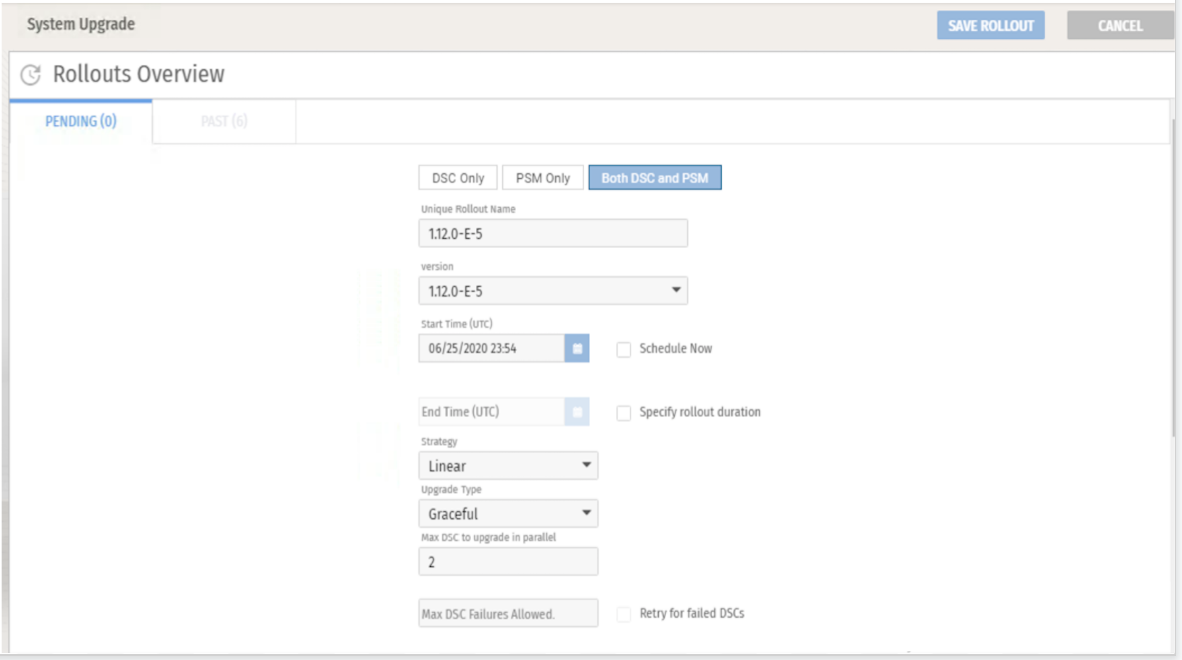 System Upgrade
SAVE ROLLOUT
CANCEL
Rollouts Overview
PENDING (0)
PAST (6)
DSC Only
PSM Only
Both DSC and PSM
Unique Rollout Name
1.12.0-E-5
version
1.12.0-E-5
Start Time (UTC)
06/25/2020 23:54
Schedule Now
End Time (UTC)
Specify rollout duration
Strategy
Linear
Upgrade Type
Graceful
Max DSC to upgrade in parallel
2
Max DSC Failures Allowed.
Retry for failed DSCs